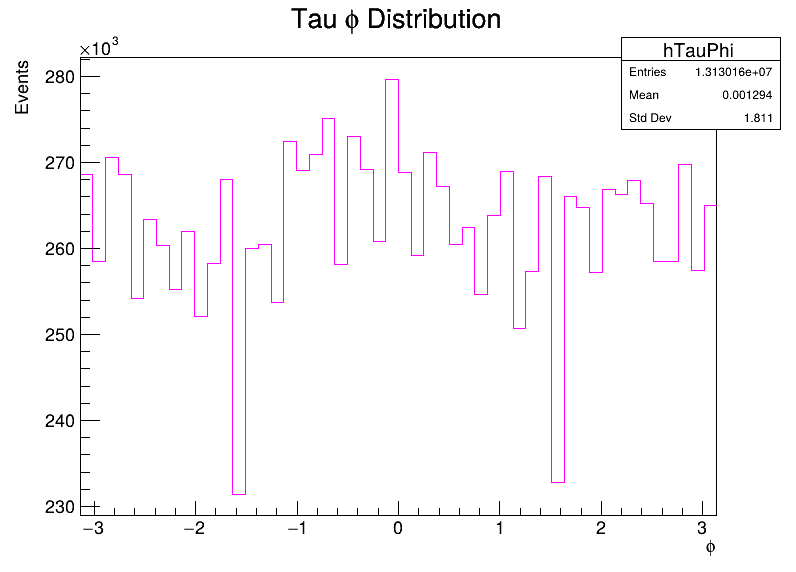 Tau ϕ Distribution
×10³
Events
hTauPhi
Entries 1.313016e+07
Mean 0.001294
Std Dev 1.811
280
270
260
250
240
230
−3 −2 −1 0 1 2 3
ϕ